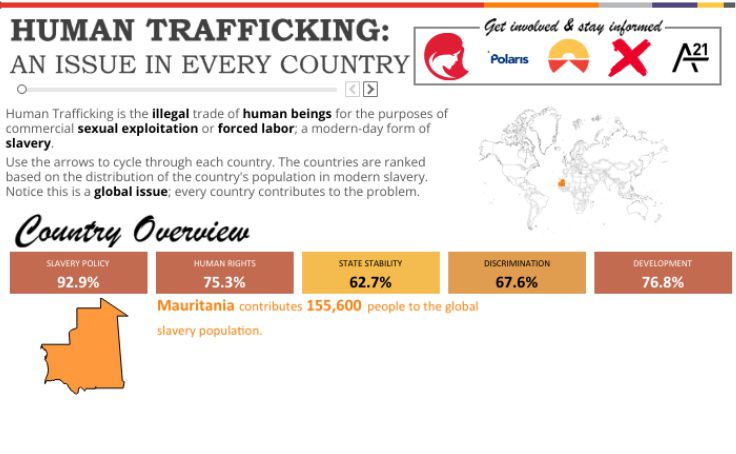 HUMAN TRAFFICKING:
AN ISSUE IN EVERY COUNTRY
Get involved & stay informed
Polaris
A21
Human Trafficking is the illegal trade of human beings for the purposes of
commercial sexual exploitation or forced labor; a modern-day form of
slavery.
Use the arrows to cycle through each country. The countries are ranked
based on the distribution of the country's population in modern slavery.
Notice this is a global issue; every country contributes to the problem.
Country Overview
SLAVERY POLICY
92.9%
HUMAN RIGHTS
75.3%
STATE STABILITY
62.7%
DISCRIMINATION
67.6%
DEVELOPMENT
76.8%
Mauritania contributes 155,600 people to the global
slavery population.